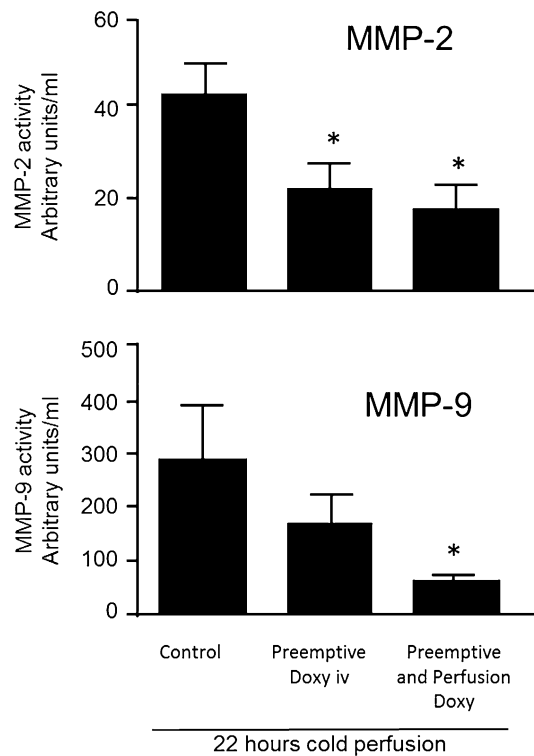 MMP-2
MMP-2 activity
Arbitrary units/ml
60
40
20
0
*
*
MMP-9
MMP-9 activity
Arbitrary units/ml
500
400
300
200
100
0
*
Control
Preemptive
Doxy iv
Preemptive
and Perfusion
Doxy
22 hours cold perfusion